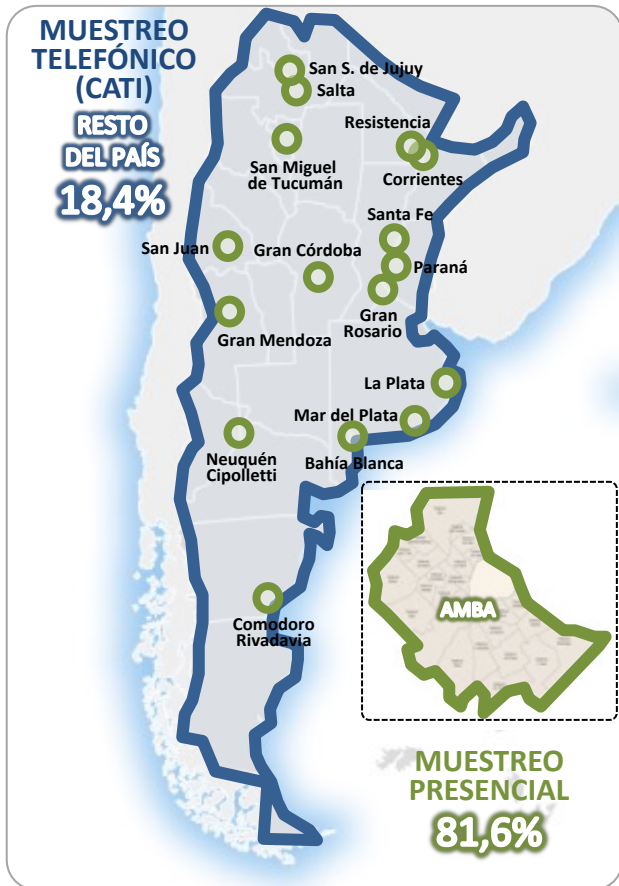 MUESTREO
TELEFÓNICO
(CATI)
RESTO
DEL PAÍS
18,4%
San S. de Jujuy
Salta
Resistencia
San Miguel
de Tucumán
Corrientes
Santa Fe
San Juan
Gran Córdoba
Paraná
Gran
Rosario
Gran Mendoza
La Plata
Mar del Plata
Neuquén
Cipolletti
Bahía Blanca
AMBA
Comodoro
Rivadavia
MUESTREO
PRESENCIAL
81,6%